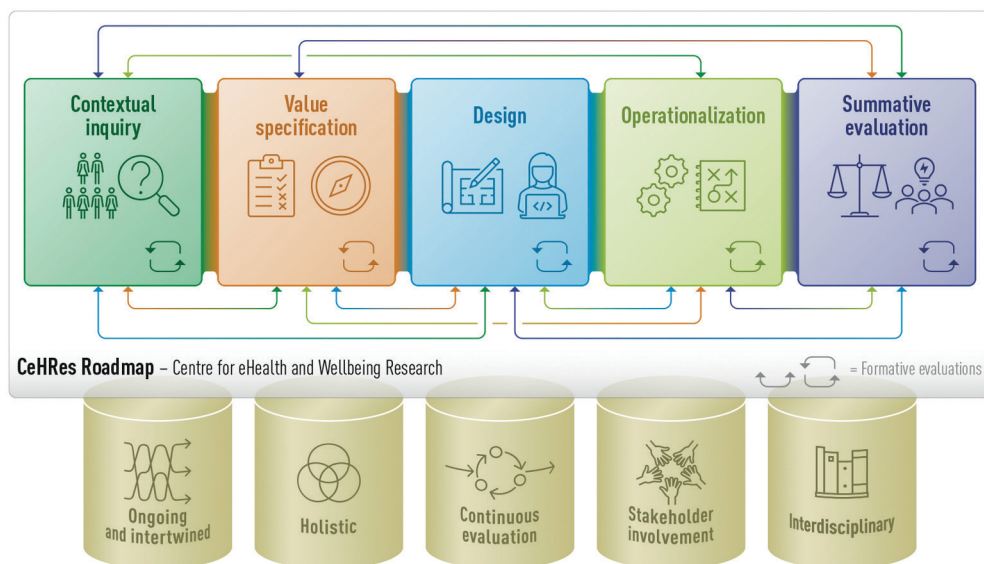 Contextual
inquiry
?
Value
specification
Design
</>
Operationalization
Summative
evaluation
CeHRes Roadmap – Centre for eHealth and Wellbeing Research
= Formative evaluations
Ongoing
and intertwined
Holistic
Continuous
evaluation
Stakeholder
involvement
Interdisciplinary